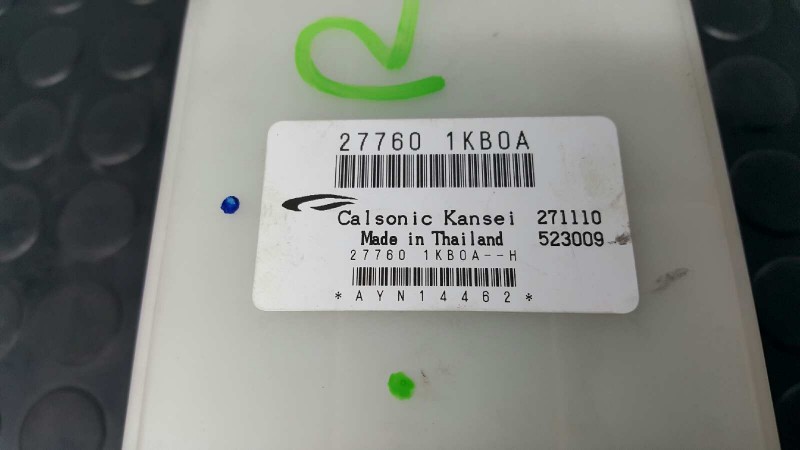 R
27760 1KB0A
Calsonic Kansei 271110
Made in Thailand 523009
27760 1KB0A--H
*AYN14462*